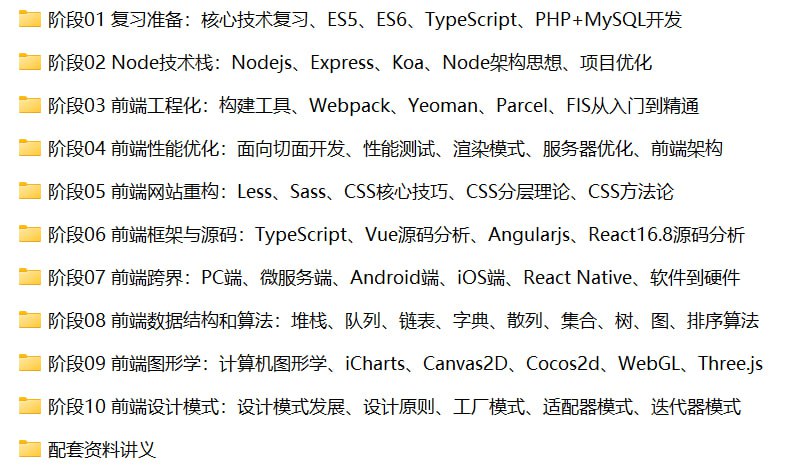 阶段01 复习准备：核心技术复习、ES5、ES6、TypeScript、PHP+MySQL开发
阶段02 Node技术栈：Nodejs、Express、Koa、Node架构思想、项目优化
阶段03 前端工程化：构建工具、Webpack、Yeoman、Parcel、FIS从入门到精通
阶段04 前端性能优化：面向切面开发、性能测试、渲染模式、服务器优化、前端架构
阶段05 前端网站重构：Less、Sass、CSS核心技巧、CSS分层理论、CSS方法论
阶段06 前端框架与源码：TypeScript、Vue源码分析、Angularjs、React16.8源码分析
阶段07 前端跨界：PC端、微服务端、Android端、iOS端、React Native、软件到硬件
阶段08 前端数据结构和算法：堆栈、队列、链表、字典、散列、集合、树、图、排序算法
阶段09 前端图形学：计算机图形学、iCharts、Canvas2D、Cocos2d、WebGL、Three.js
阶段10 前端设计模式：设计模式发展、设计原则、工厂模式、适配器模式、迭代器模式
配套资料讲义